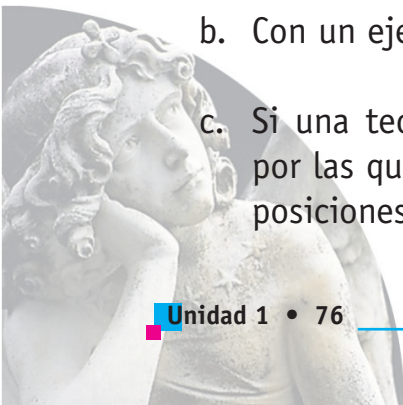 b. Con un eje
c. Si una teo
por las qu
posiciones
Unidad 1 • 76